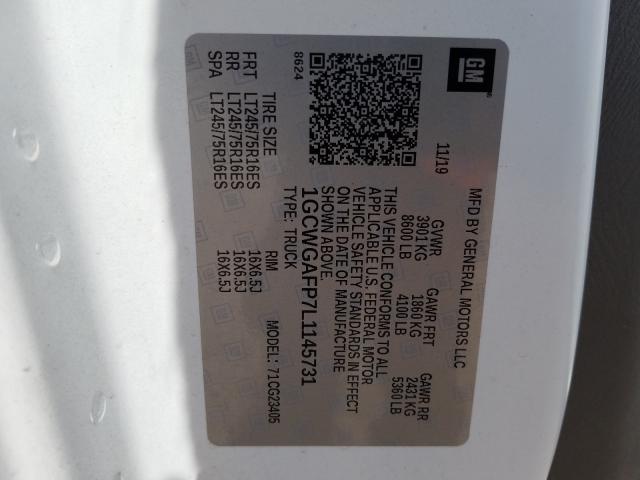 GM
MFD BY GENERAL MOTORS LLC
11/19
GVWR GAWR FRT GAWR RR
3901 KG 1860 KG 2431 KG
8600 LB 4100 LB 5360 LB
THIS VEHICLE CONFORMS TO ALL
APPLICABLE U.S. FEDERAL MOTOR
VEHICLE SAFETY STANDARDS IN EFFECT
ON THE DATE OF MANUFACTURE
SHOWN ABOVE.
1GCWGAFP7L1145731
8624
TYPE: TRUCK 71CG23405
TIRE SIZE RIM
FRT LT245/75R16ES 16X6.5J
RR LT245/75R16ES 16X6.5J
SPA LT245/75R16ES 16X6.5J